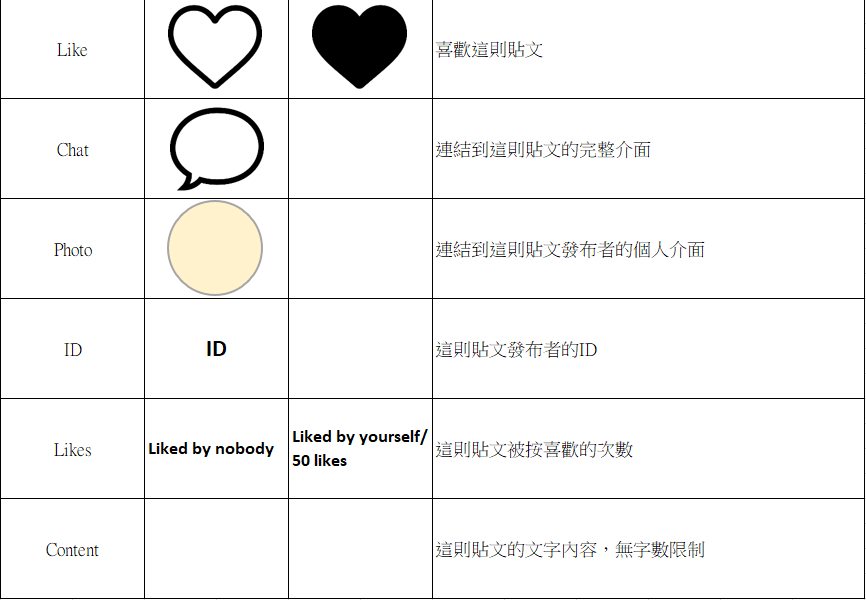 Like
喜歡這則貼文
Chat
連結到這則貼文的完整介面
Photo
連結到這則貼文發布者的個人介面
ID
ID
這則貼文發布者的ID
Likes
Liked by nobody
Liked by yourself/
50 likes
這則貼文被按喜歡的次數
Content
這則貼文的文字內容，無字數限制